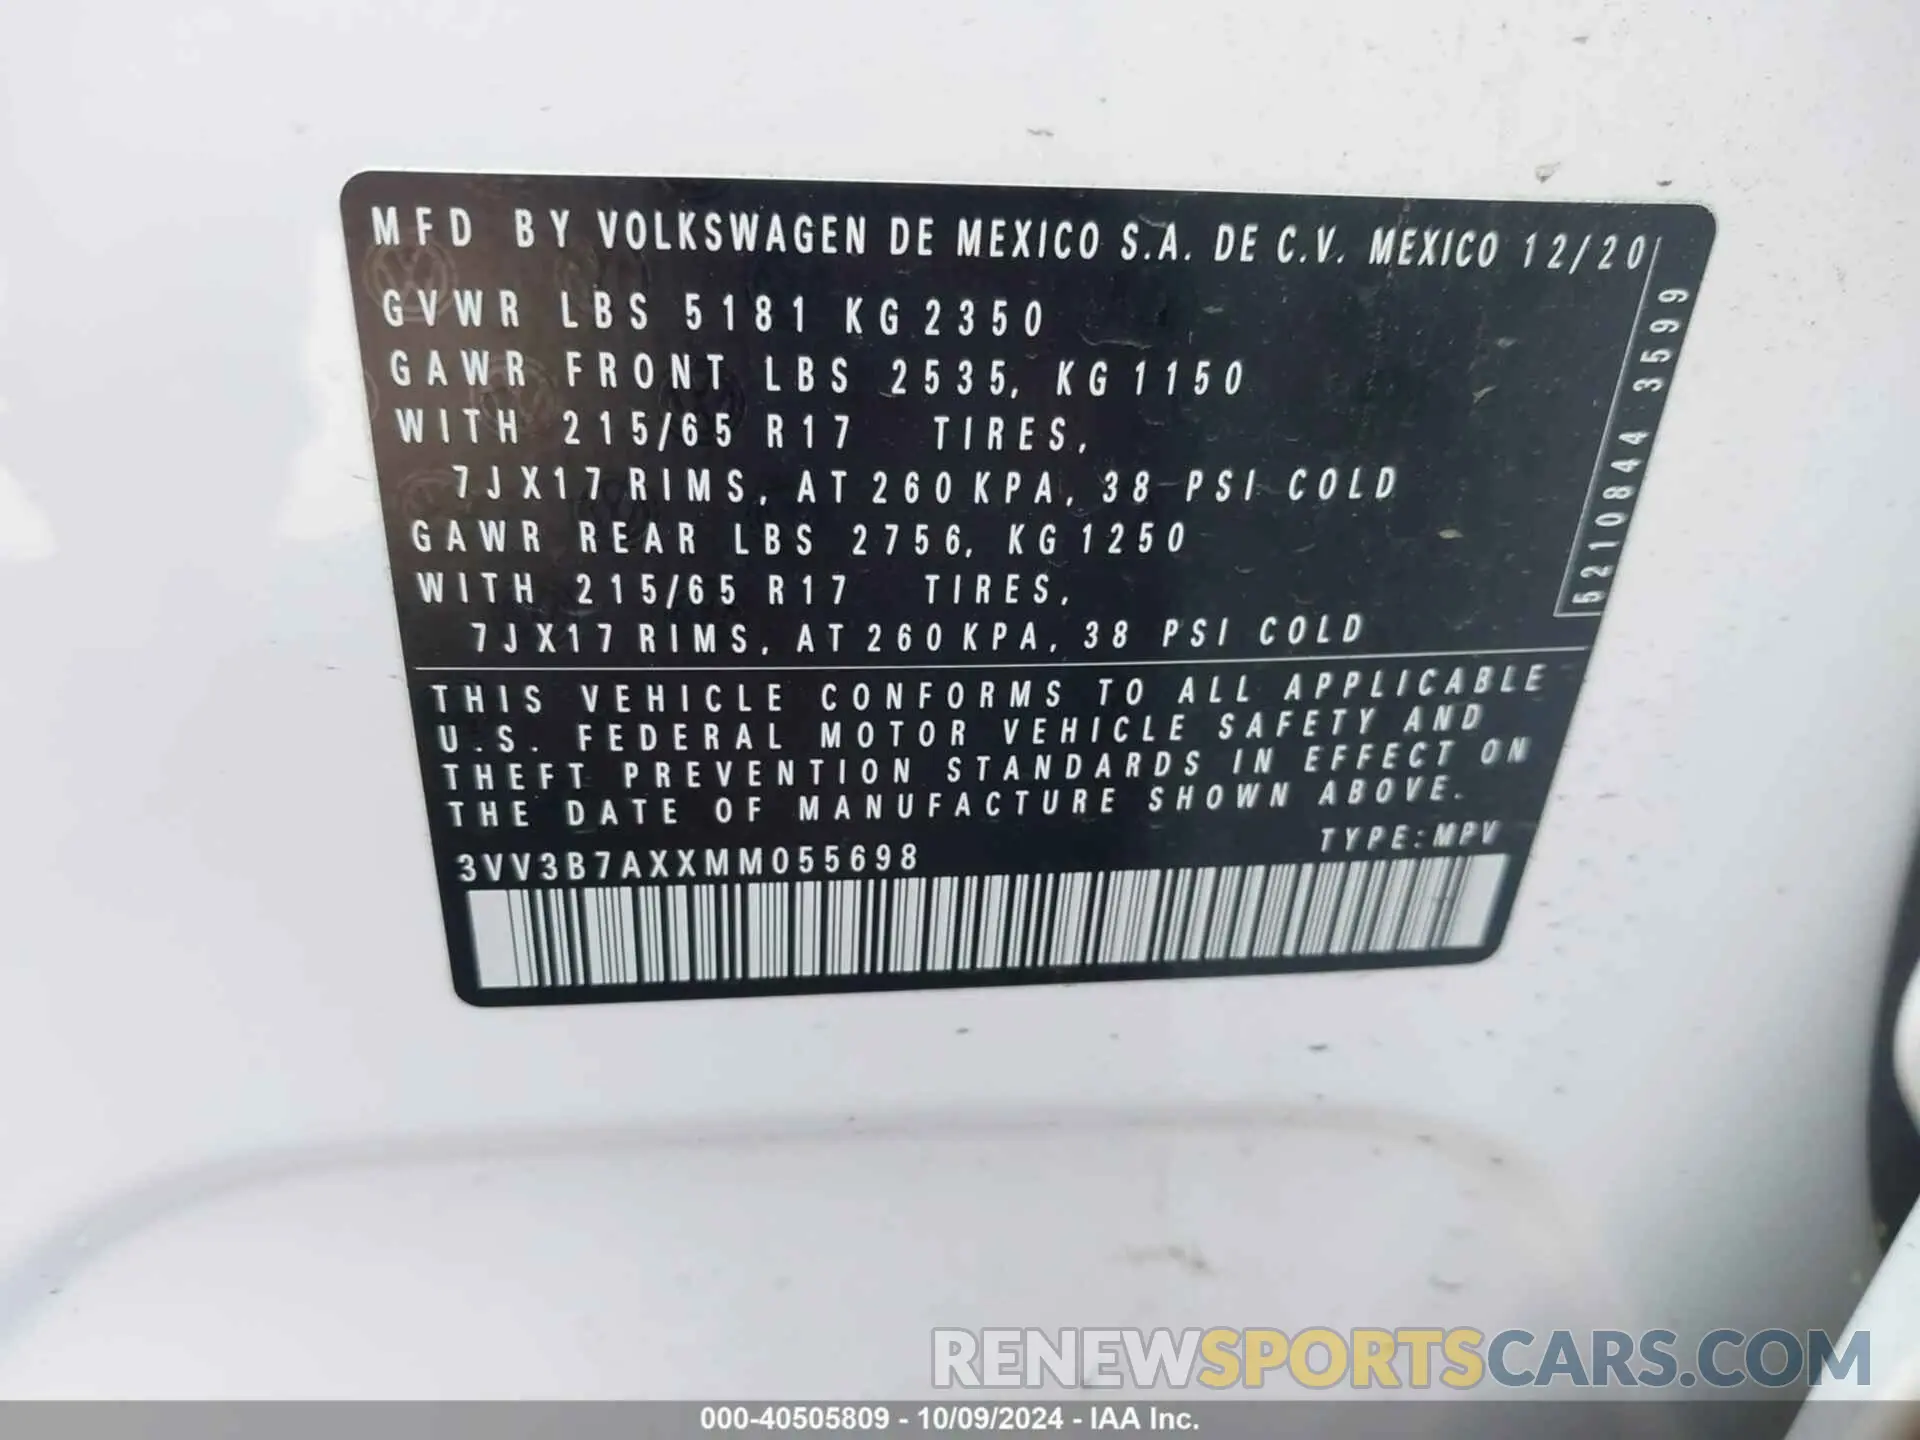 MFD BY VOLKSWAGEN DE MEXICO S.A. DE C.V. MEXICO 12/20
GVWR LBS 5181 KG 2350
GAWR FRONT LBS 2535, KG 1150
WITH 215/65 R17 TIRES,
7JX17 RIMS, AT 260 KPA, 38 PSI COLD
GAWR REAR LBS 2756, KG 1250
WITH 215/65 R17 TIRES,
7JX17 RIMS, AT 260 KPA, 38 PSI COLD
5210844 3599
THIS VEHICLE CONFORMS TO ALL APPLICABLE
U.S. FEDERAL MOTOR VEHICLE SAFETY AND
THEFT PREVENTION STANDARDS IN EFFECT ON
THE DATE OF MANUFACTURE SHOWN ABOVE.
TYPE: MPV
3VV3B7AXXMM055698
RENEWSPORTSCARS.COM
000-40505809 - 10/09/2024 - IAA Inc.